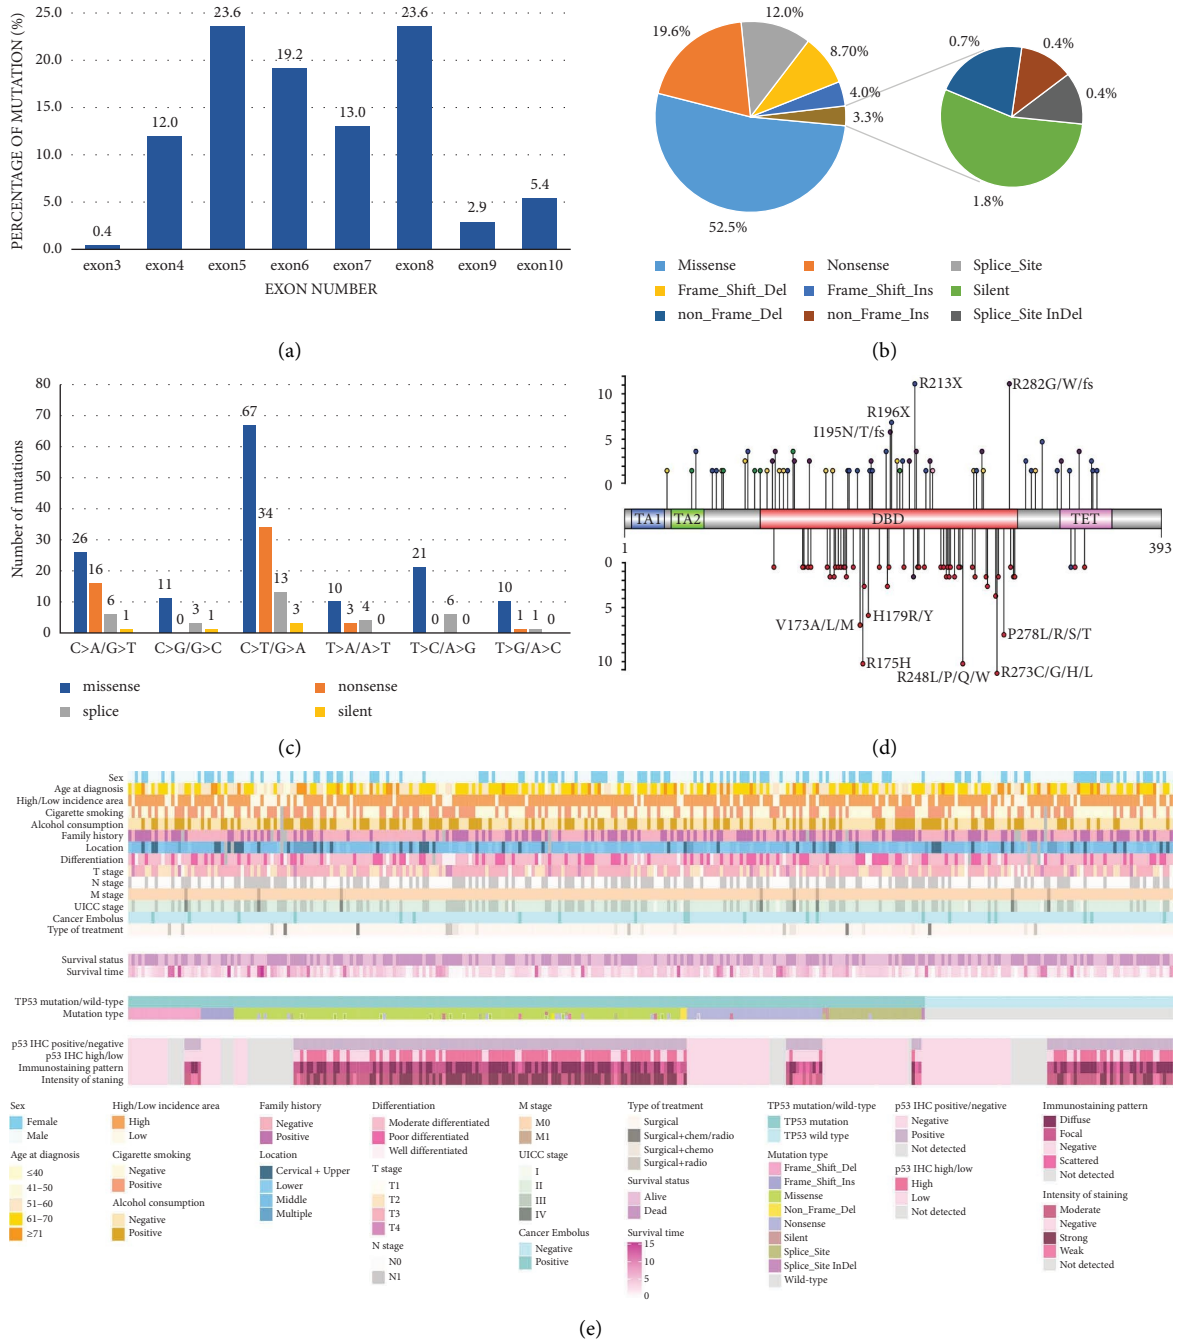 PERCENTAGE OF MUTATION (%)
25.0
20.0
15.0
10.0
5.0
0.0
0.4
12.0
23.6
19.2
13.0
23.6
2.9
5.4
exon3 exon4 exon5 exon6 exon7 exon8 exon9 exon10
EXON NUMBER
(a)
19.6%
12.0%
8.70%
4.0%
3.3%
52.5%
0.7%
0.4%
0.4%
1.8%
Missense Nonsense Splice_Site
Frame_Shift_Del Frame_Shift_Ins Silent
non_Frame_Del non_Frame_Ins Splice_Site InDel
(b)
Number of mutations
80
70
60
50
40
30
20
10
0
26 16 6 1
11 0 3 1
67 34 13 3
10 3 4 0
21 0 6 0
10 1 1 0
C>A/G>T C>G/G>C C>T/G>A T>A/A>T T>C/A>G T>G/A>C
missense nonsense
splice silent
(c)
10
5
0
R213X
R282G/W/fs
R196X
I195N/T/fs
TA1 TA2 DBD TET
1 393
0
5
10
H179R/Y
V173A/L/M
P278L/R/S/T
R175H
R248L/P/Q/W
R273C/G/H/L
(d)
Sex
Age at diagnosis
High/Low incidence area
Cigarette smoking
Alcohol consumption
Family history
Location
Differentiation
T stage
N stage
M stage
UICC stage
Cancer Embolus
Type of treatment
Survival status
Survival time
TP53 mutation/wild-type
Mutation type
p53 IHC positive/negative
p53 IHC high/low
Immunostaining pattern
Intensity of staning
Sex
Female
Male
Age at diagnosis
≤40
41–50
51–60
61–70
≥71
High/Low incidence area
High
Low
Cigarette smoking
Negative
Positive
Alcohol consumption
Negative
Positive
Family history
Negative
Positive
Location
Cervical + Upper
Lower
Middle
Multiple
Differentiation
Moderate differentiated
Poor differentiated
Well differentiated
T stage
T1
T2
T3
T4
N stage
N0
N1
M stage
M0
M1
UICC stage
I
II
III
IV
Cancer Embolus
Negative
Positive
Type of treatment
Surgical
Surgical+chem/radio
Surgical+chemo
Surgical+radio
Survival status
Alive
Dead
Survival time
15
10
5
0
TP53 mutation/wild-type
TP53 mutation
TP53 wild type
Mutation type
Frame_Shift_Del
Frame_Shift_Ins
Missense
Non_Frame_Del
Nonsense
Silent
Splice_Site
Splice_Site InDel
Wild-type
p53 IHC positive/negative
Negative
Positive
Not detected
p53 IHC high/low
High
Low
Not detected
Immunostaining pattern
Diffuse
Focal
Negative
Scattered
Not detected
Intensity of staining
Moderate
Negative
Strong
Weak
Not detected
(e)